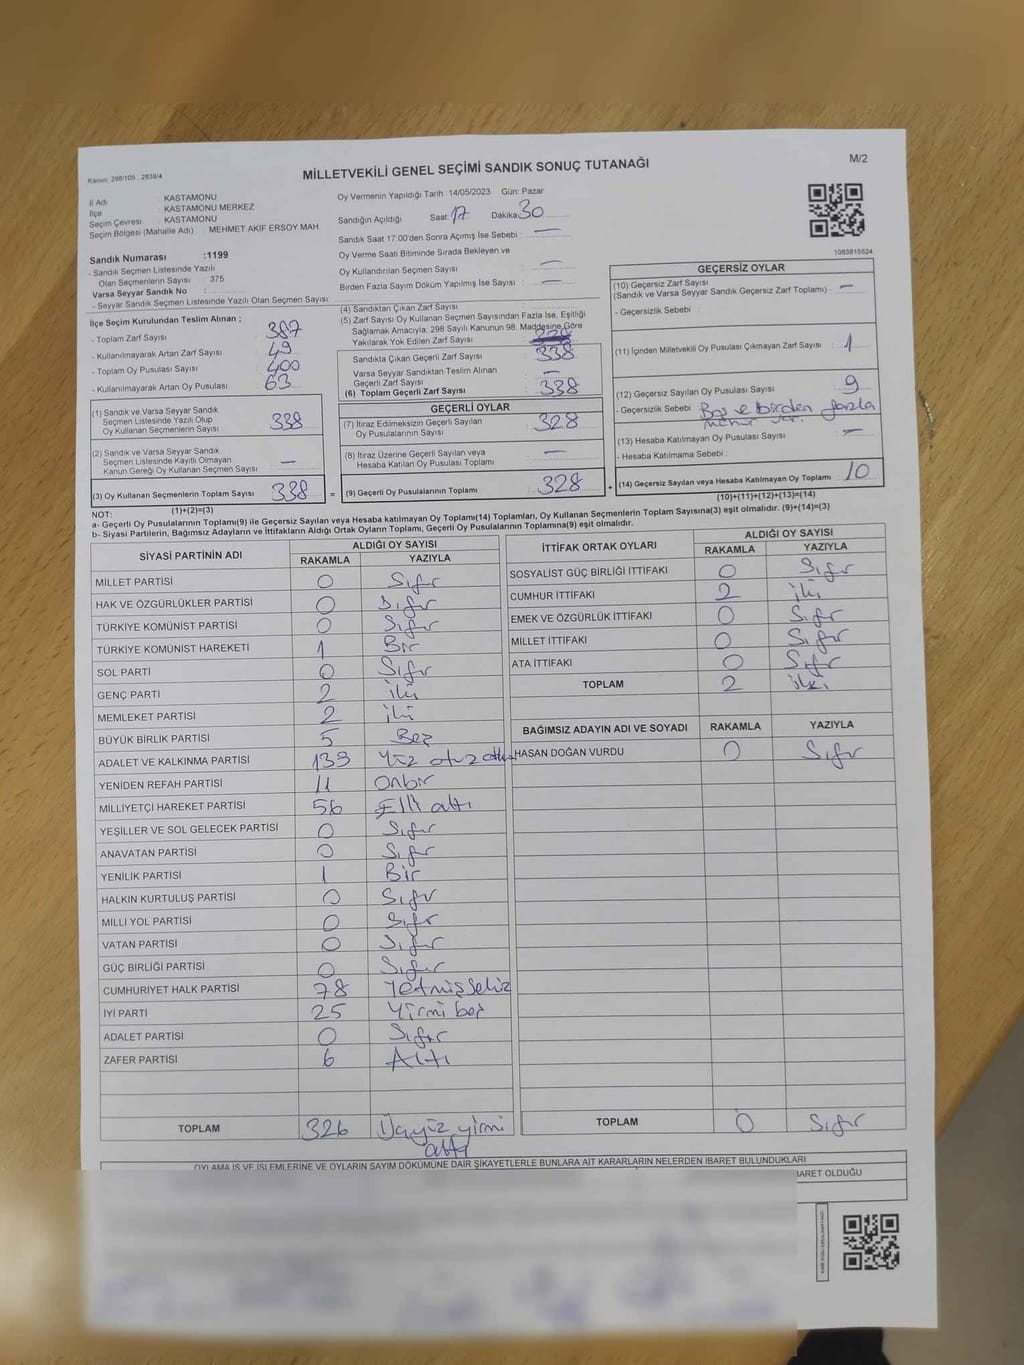 Kanun: 298/105 , 2839/4
MİLLETVEKİLİ GENEL SEÇİMİ SANDIK SONUÇ TUTANAĞI
M/2
İl Adı : KASTAMONU
İlçe : KASTAMONU MERKEZ
Seçim Çevresi : KASTAMONU
Seçim Bölgesi (Mahalle Adı) : MEHMET AKİF ERSOY MAH.
Oy Vermenin Yapıldığı Tarih 14/05/2023 Gün: Pazar
Sandığın Açıldığı Saat: 17 Dakika: 30
Sandık Saat 17:00'den Sonra Açımış İse Sebebi : —
Oy Verme Saati Bitiminde Sırada Bekleyen ve
Oy Kullandırılan Seçmen Sayısı : —
Birden Fazla Sayım Döküm Yapılmış İse Sayısı : —
1083815624
Sandık Numarası :1199
- Sandık Seçmen Listesinde Yazılı
Olan Seçmenlerin Sayısı : 375
Varsa Seyyar Sandık No :
- Seyyar Sandık Seçmen Listesinde Yazılı Olan Seçmen Sayısı :
İlçe Seçim Kurulundan Teslim Alınan ;
- Toplam Zarf Sayısı : 387
- Kullanılmayarak Artan Zarf Sayısı : 49
- Toplam Oy Pusulası Sayısı : 400
- Kullanılmayarak Artan Oy Pusulası : 63
(1) Sandık ve Varsa Seyyar Sandık
Seçmen Listesinde Yazılı Olup
Oy Kullanan Seçmenlerin Sayısı : 338
(2) Sandık ve Varsa Seyyar Sandık
Seçmen Listesinde Kayıtlı Olmayan
Kanun Gereği Oy Kullanan Seçmen Sayısı : —
(3) Oy Kullanan Seçmenlerin Toplam Sayısı : 338
(4) Sandıktan Çıkan Zarf Sayısı :
(5) Zarf Sayısı Oy Kullanan Seçmen Sayısından Fazla İse, Eşitliği
Sağlamak Amacıyla; 298 Sayılı Kanunun 98. Maddesine Göre
Yakılarak Yok Edilen Zarf Sayısı :
Sandıkta Çıkan Geçerli Zarf Sayısı : 338
Varsa Seyyar Sandıktan Teslim Alınan
Geçerli Zarf Sayısı : —
(6) Toplam Geçerli Zarf Sayısı : 338
GEÇERLİ OYLAR
(7) İtiraz Edilmeksizin Geçerli Sayılan
Oy Pusulalarının Sayısı : 328
(8) İtiraz Üzerine Geçerli Sayılan veya
Hesaba Katılan Oy Pusulası Toplamı : —
= (9) Geçerli Oy Pusulalarının Toplamı : 328 +
GEÇERSİZ OYLAR
(10) Geçersiz Zarf Sayısı
(Sandık ve Varsa Seyyar Sandık Geçersiz Zarf Toplamı) : —
- Geçersizlik Sebebi :
(11) İçinden Milletvekili Oy Pusulası Çıkmayan Zarf Sayısı : 1
(12) Geçersiz Sayılan Oy Pusulası Sayısı : 9
- Geçersizlik Sebebi : Boş ve birden fazla
mühür var.
(13) Hesaba Katılmayan Oy Pusulası Sayısı : —
- Hesaba Katılmama Sebebi :
(14) Geçersiz Sayılan veya Hesaba Katılmayan Oy Toplamı : 10
NOT: (1)+(2)=(3)
(10)+(11)+(12)+(13)=(14)
a- Geçerli Oy Pusulalarının Toplamı(9) ile Geçersiz Sayılan veya Hesaba katılmayan Oy Toplamı(14) Toplamları, Oy Kullanan Seçmenlerin Toplam Sayısına(3) eşit olmalıdır. (9)+(14)=(3)
b- Siyasi Partilerin, Bağımsız Adayların ve İttifakların Aldığı Ortak Oyların Toplamı, Geçerli Oy Pusulalarının Toplamına(9) eşit olmalıdır.
SİYASİ PARTİNİN ADI ALDIĞI OY SAYISI
RAKAMLA YAZIYLA
MİLLET PARTİSİ 0 Sıfır
HAK VE ÖZGÜRLÜKLER PARTİSİ 0 Sıfır
TÜRKİYE KOMÜNİST PARTİSİ 0 Sıfır
TÜRKİYE KOMÜNİST HAREKETİ 1 Bir
SOL PARTİ 0 Sıfır
GENÇ PARTİ 2 iki
MEMLEKET PARTİSİ 2 iki
BÜYÜK BİRLİK PARTİSİ 5 Beş
ADALET VE KALKINMA PARTİSİ 139 Yüz otuz dokuz
YENİDEN REFAH PARTİSİ 11 Onbir
MİLLİYETÇİ HAREKET PARTİSİ 56 Elli altı
YEŞİLLER VE SOL GELECEK PARTİSİ 0 Sıfır
ANAVATAN PARTİSİ 0 Sıfır
YENİLİK PARTİSİ 1 Bir
HALKIN KURTULUŞ PARTİSİ 0 Sıfır
MİLLİ YOL PARTİSİ 0 Sıfır
VATAN PARTİSİ 0 Sıfır
GÜÇ BİRLİĞİ PARTİSİ 0 Sıfır
CUMHURİYET HALK PARTİSİ 78 Yetmişsekiz
İYİ PARTİ 25 Yirmi beş
ADALET PARTİSİ 0 Sıfır
ZAFER PARTİSİ 6 Altı
TOPLAM 326 Üçyüz yirmi
altı
İTTİFAK ORTAK OYLARI ALDIĞI OY SAYISI
RAKAMLA YAZIYLA
SOSYALİST GÜÇ BİRLİĞİ İTTİFAKI 0 Sıfır
CUMHUR İTTİFAKI 2 iki
EMEK VE ÖZGÜRLÜK İTTİFAKI 0 Sıfır
MİLLET İTTİFAKI 0 Sıfır
ATA İTTİFAKI 0 Sıfır
TOPLAM 2 iki
BAĞIMSIZ ADAYIN ADI VE SOYADI RAKAMLA YAZIYLA
HASAN DOĞAN VURDU 0 Sıfır
TOPLAM 0 Sıfır
OYLAMA İŞ VE İŞLEMLERİNE VE OYLARIN SAYIM DÖKÜMÜNE DAİR ŞİKAYETLERLE BUNLARA AİT KARARLARIN NELERDEN İBARET BULUNDUKLARI
BARET OLDUĞU